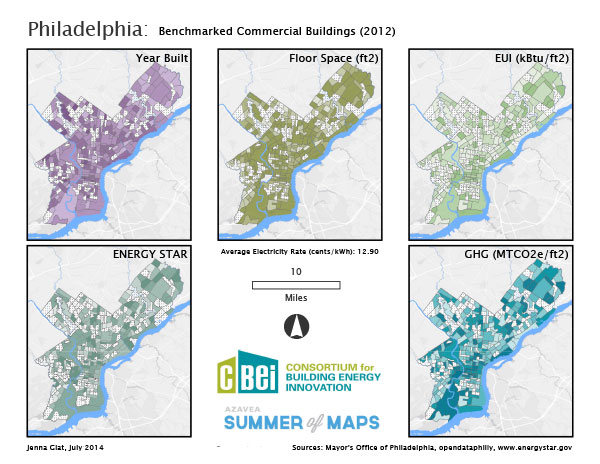 Philadelphia: Benchmarked Commercial Buildings (2012)
Year Built
Floor Space (ft2)
EUI (kBtu/ft2)
ENERGY STAR
Average Electricity Rate (cents/kWh): 12.90
GHG (MTCO2e/ft2)
10
Miles
CBEi
CONSORTIUM for
BUILDING ENERGY
INNOVATION
AZAVEA
SUMMER of MAPS
Jenna Glat, July 2014
Sources: Mayor's Office of Philadelphia, opendataphilly, www.energystar.gov